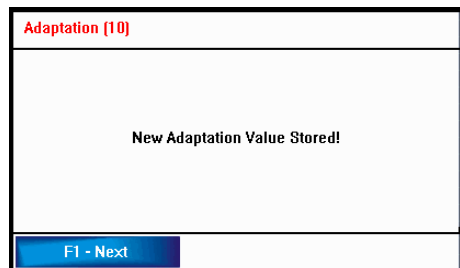 Adaptation (10)
New Adaptation Value Stored!
F1 - Next